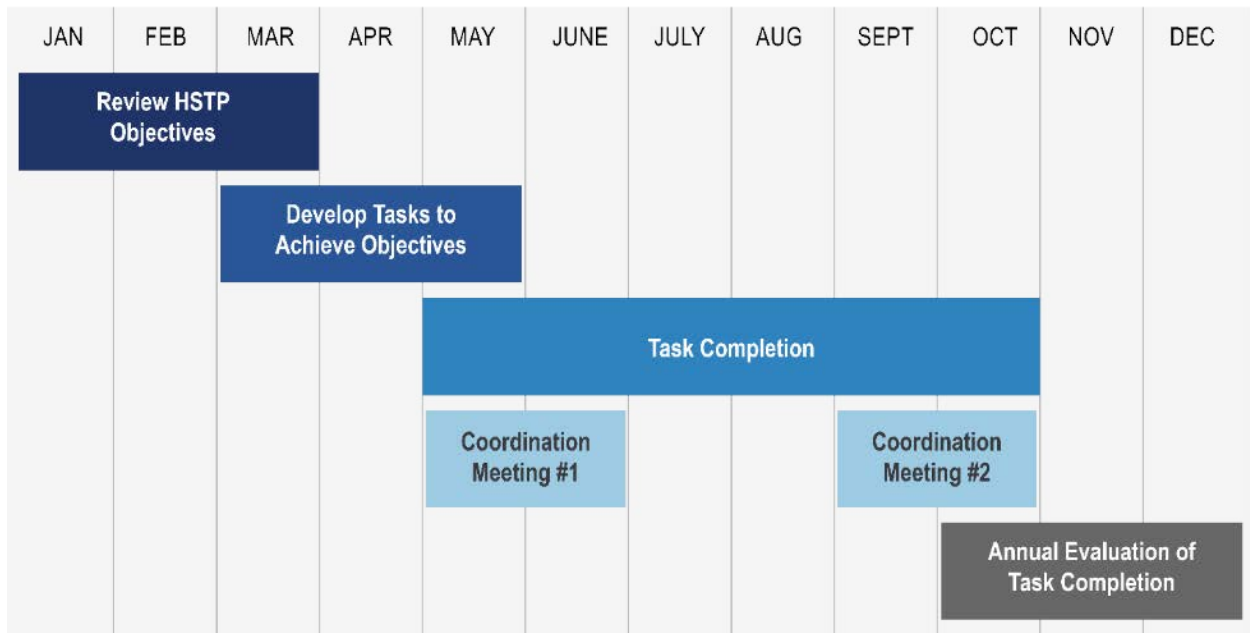 JAN FEB MAR APR MAY JUNE JULY AUG SEPT OCT NOV DEC
Review HSTP
Objectives
Develop Tasks to
Achieve Objectives
Task Completion
Coordination
Meeting #1
Coordination
Meeting #2
Annual Evaluation of
Task Completion